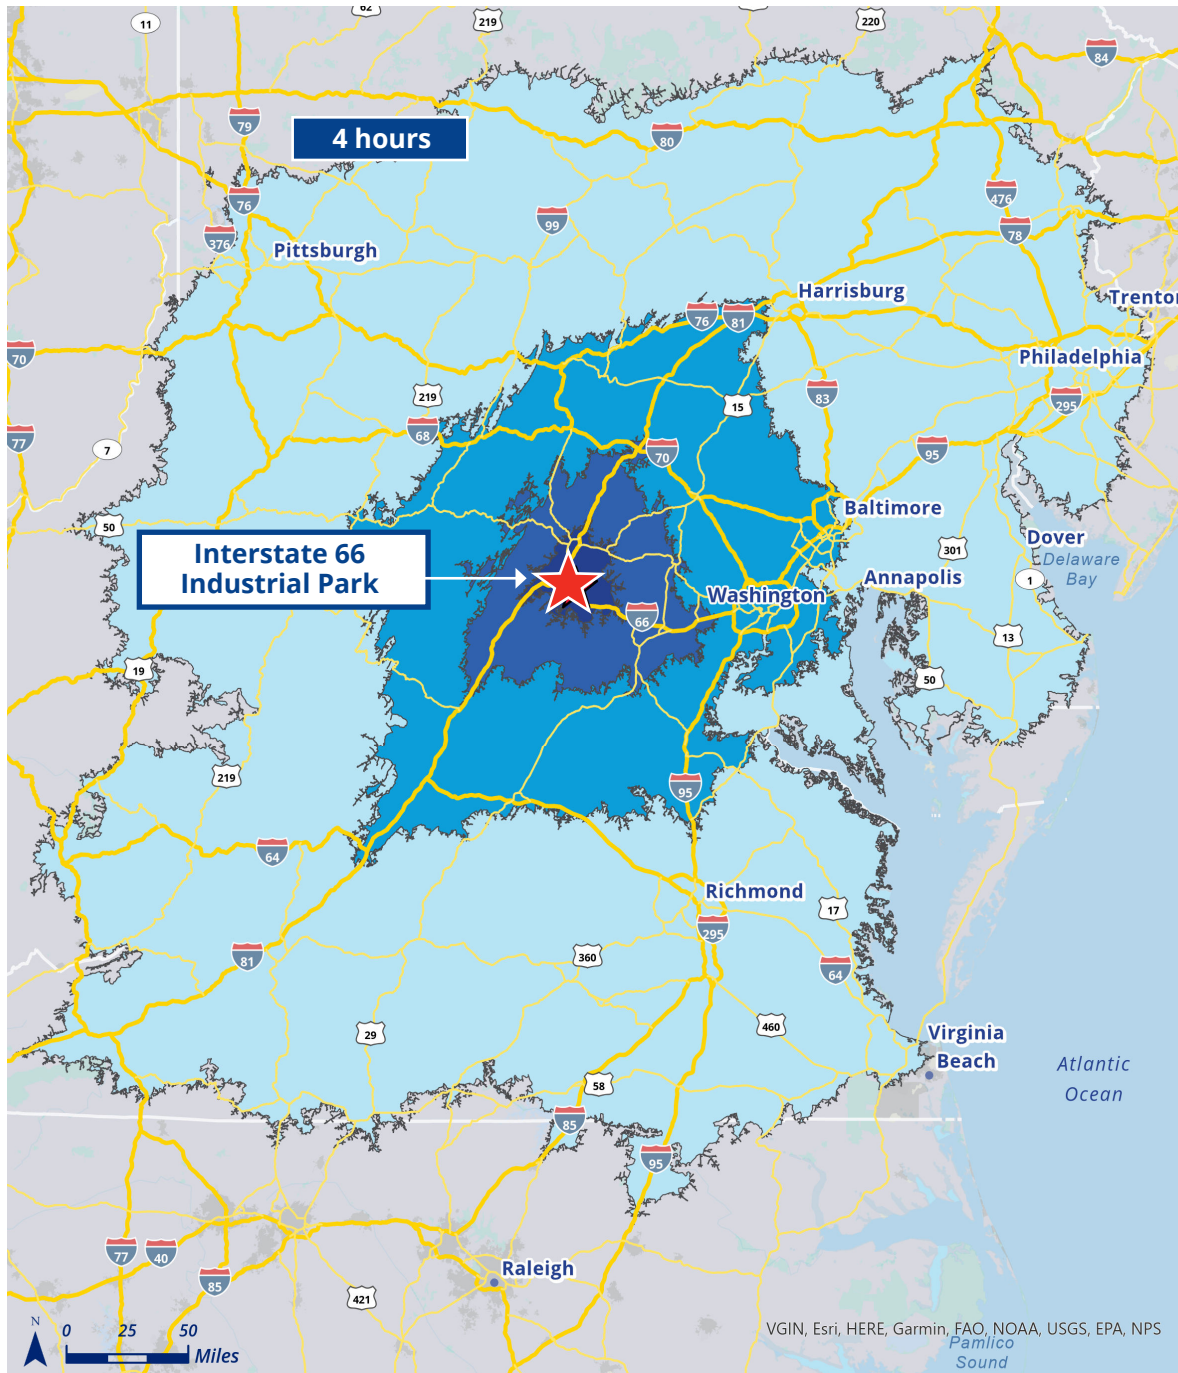 62
11
219
220
84
79
4 hours
80
76
476
99
376
78
Pittsburgh
Harrisburg
Trenton
76
81
70
Philadelphia
219
83
295
15
68
77
7
70
95
50
Baltimore
Interstate 66
Industrial Park
Dover
301
Delaware
Bay
Annapolis
1
Washington
66
13
19
50
219
95
64
Richmond
17
295
81
360
64
29
460
Virginia
Beach
Atlantic
Ocean
58
85
95
77
40
85
Raleigh
421
N
0 25 50
Miles
VGIN, Esri, HERE, Garmin, FAO, NOAA, USGS, EPA, NPS
Pamlico
Sound